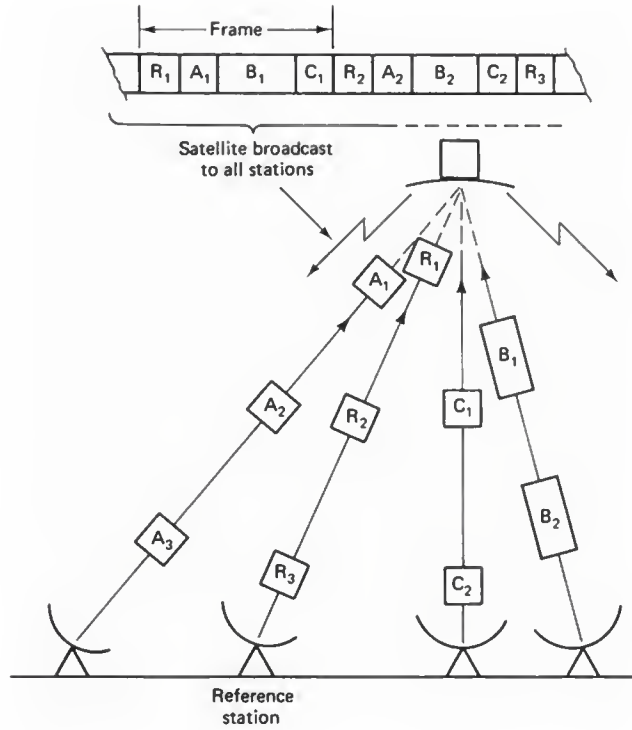 Frame
R₁ A₁ B₁ C₁ R₂ A₂ B₂ C₂ R₃
Satellite broadcast
to all stations
R₁
A₁
B₁
A₂
R₂
C₁
B₂
A₃
R₃
C₂
Reference
station